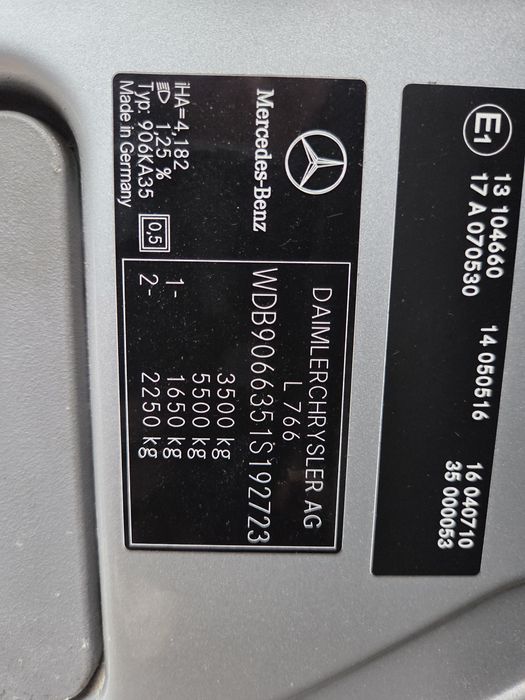 E1
13 104660
14 050516
16 040710
17 A 070530
35 000053
Mercedes-Benz
DAIMLERCHRYSLER AG
L 766
WDB9066351S192723
3500 kg
5500 kg
1- 1650 kg
2- 2250 kg
iHA=4,182
1,25 %
0,5
Typ: 906KA35
Made in Germany